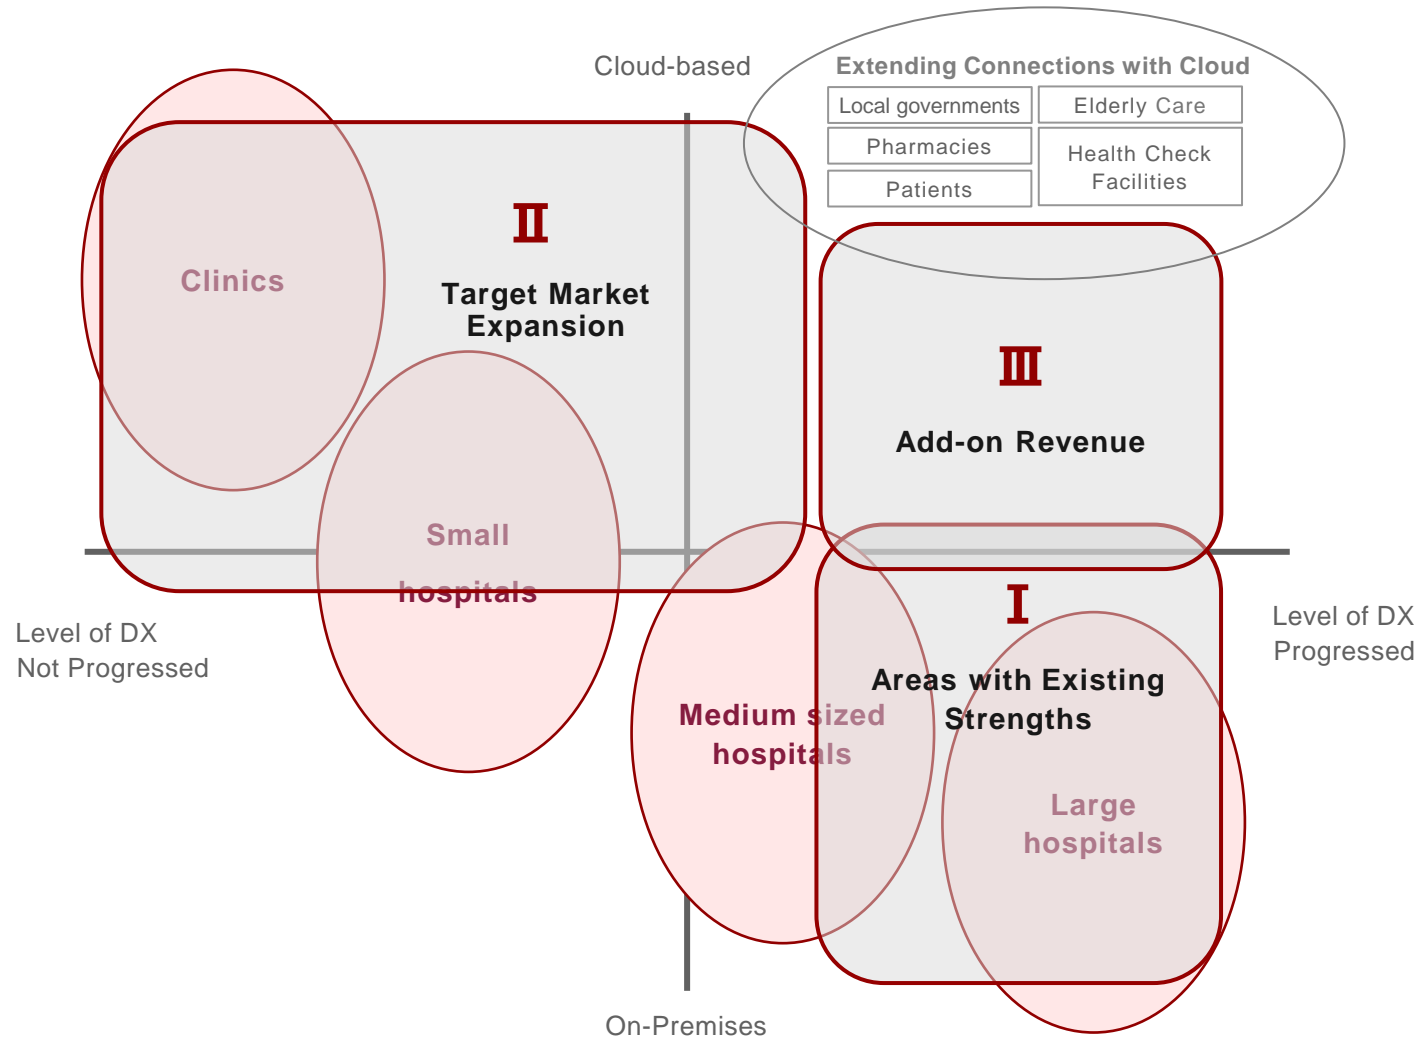 Cloud-based
Extending Connections with Cloud
Local governments
Elderly Care
Pharmacies
Health Check
Facilities
Patients
II
Clinics
Target Market
Expansion
III
Add-on Revenue
Small
hospitals
I
Level of DX
Not Progressed
Level of DX
Progressed
Areas with Existing
Strengths
Medium sized
hospitals
Large
hospitals
On-Premises